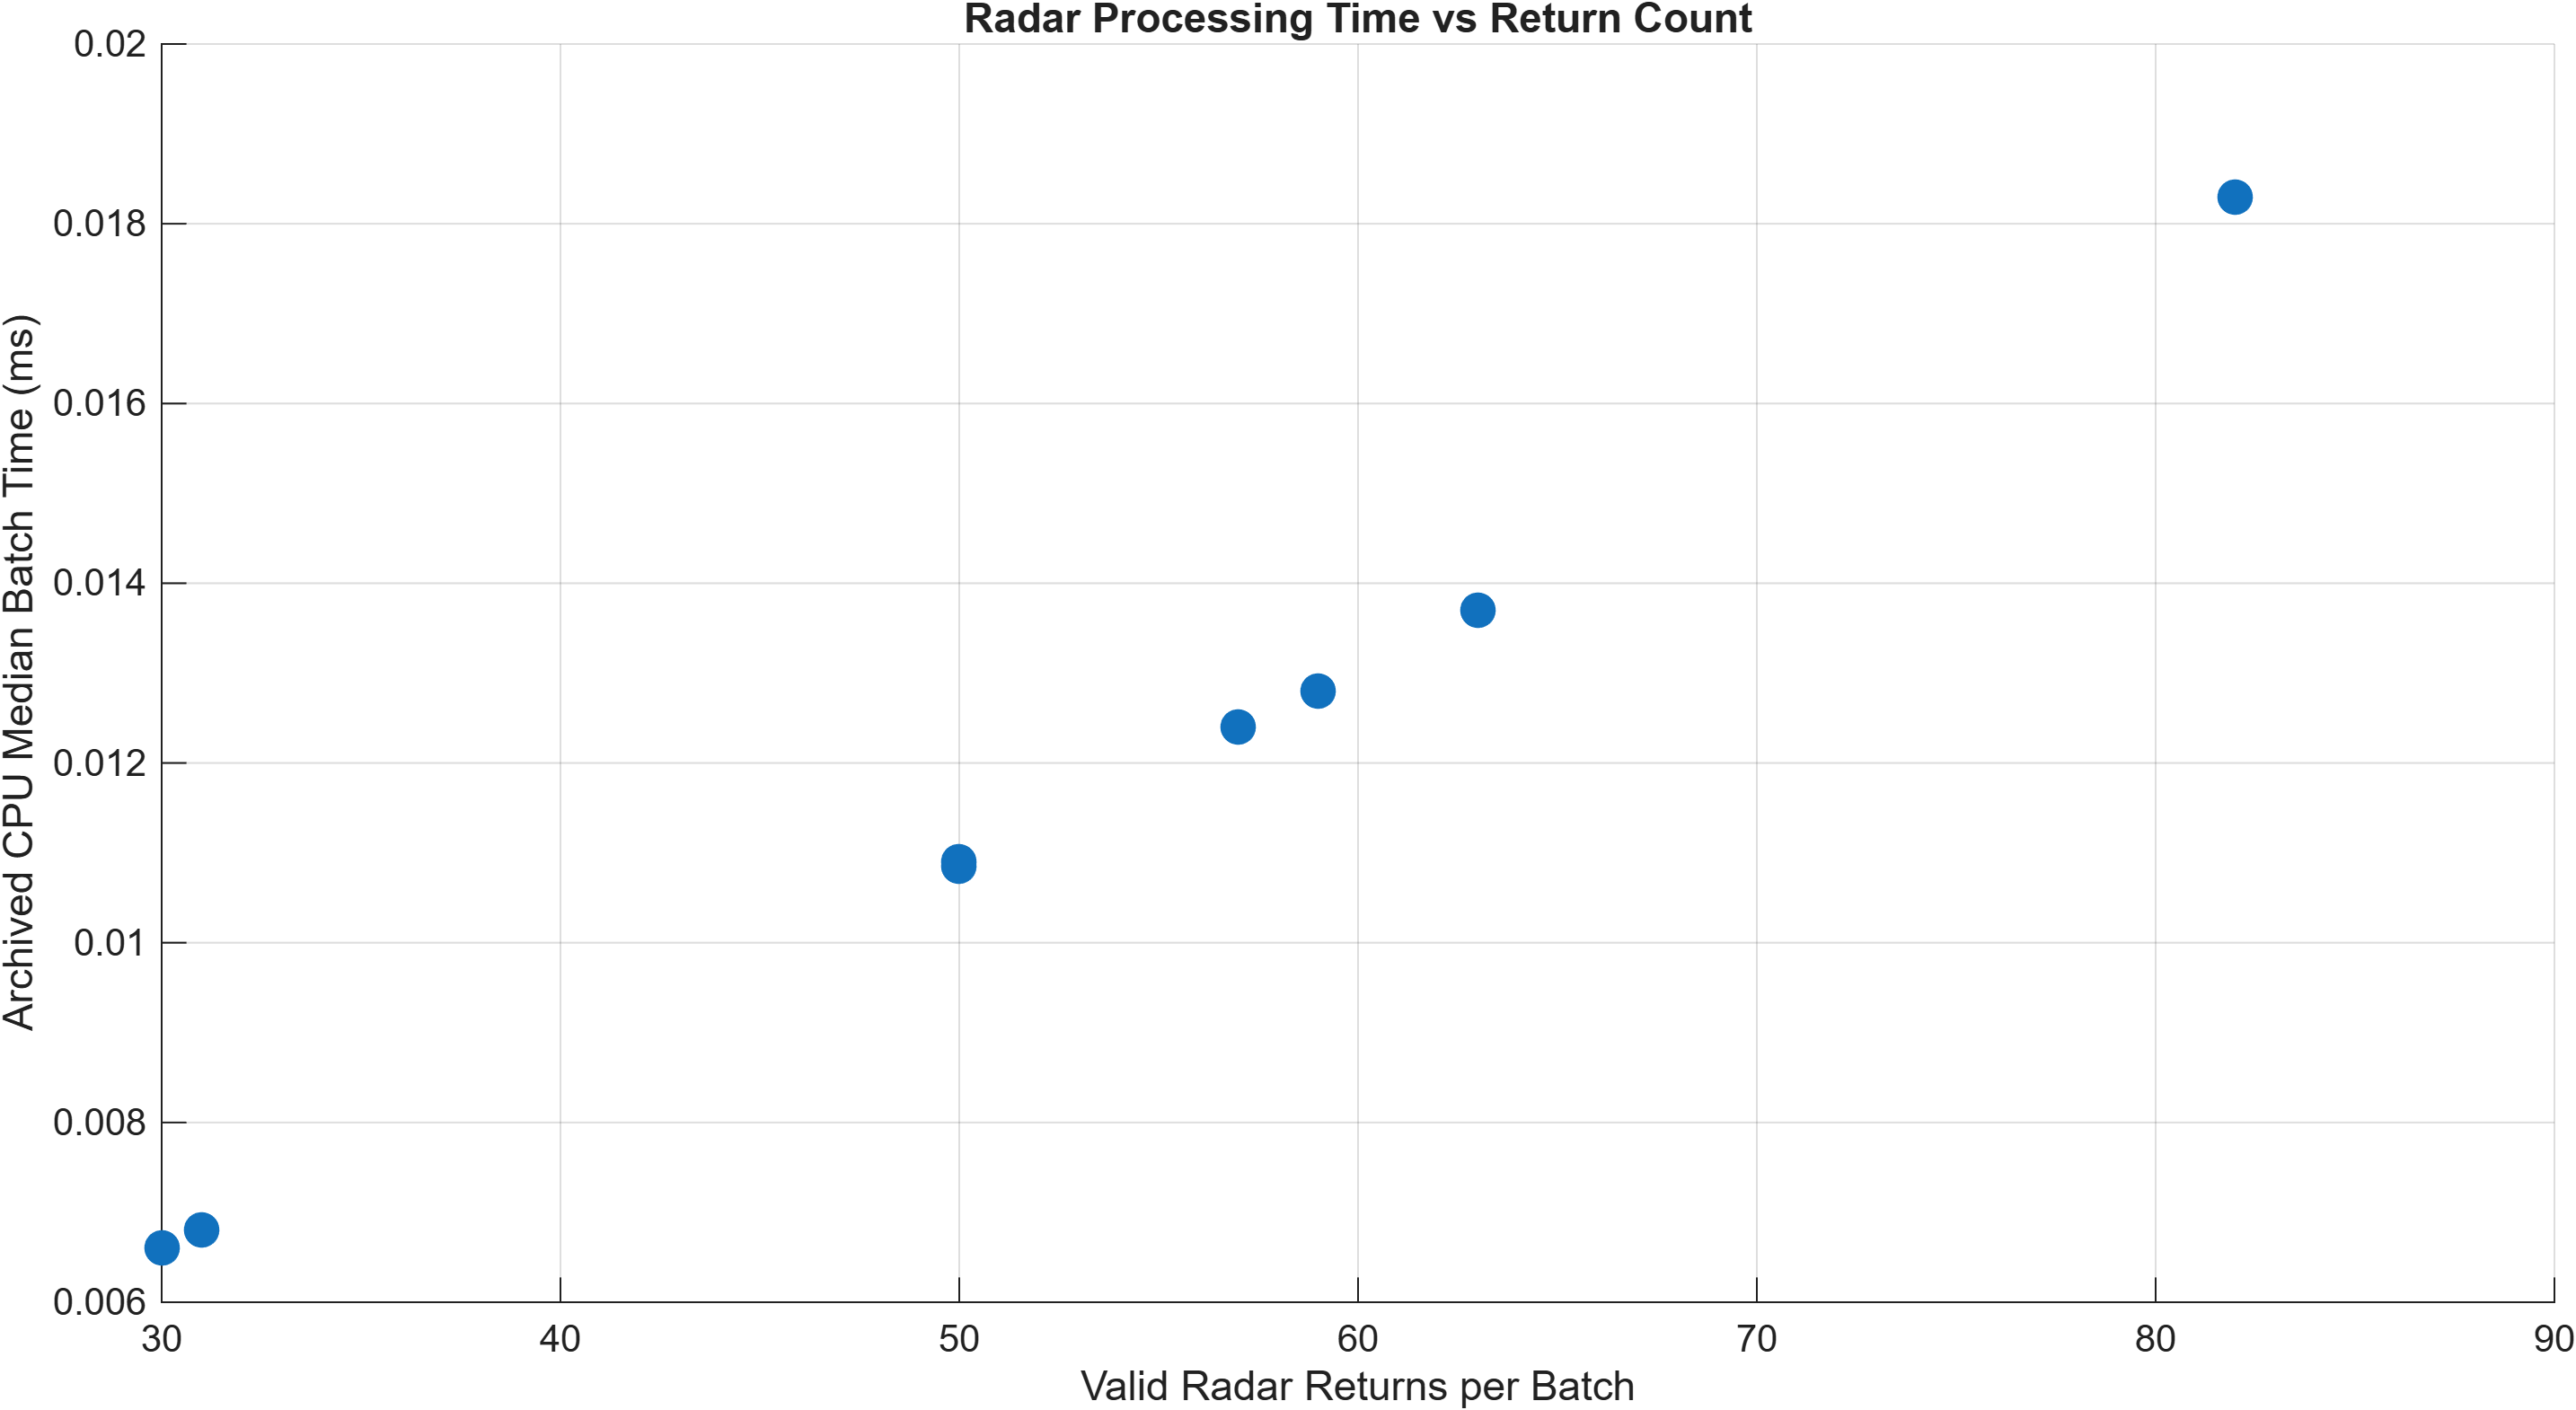 Radar Processing Time vs Return Count
0.02
0.018
0.016
0.014
0.012
0.01
0.008
0.006
Archived CPU Median Batch Time (ms)
30 40 50 60 70 80 90
Valid Radar Returns per Batch